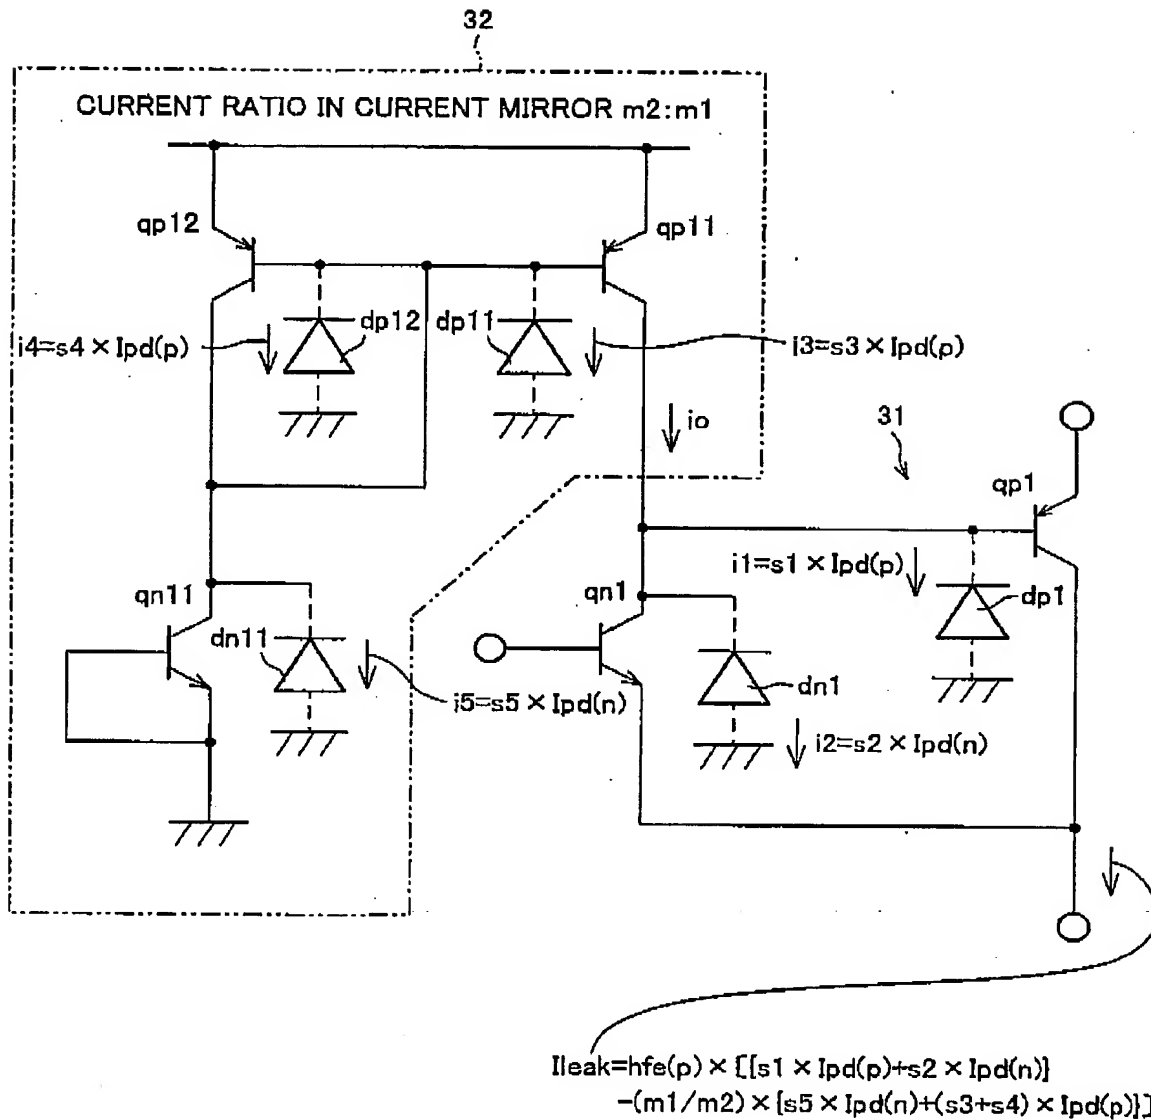 32
CURRENT RATIO IN CURRENT MIRROR m2:m1
qp12
qp11
dp12
dp11
i4=s4 × Ipd(p)
i3=s3 × Ipd(p)
io
31
qp1
i1=s1 × Ipd(p)
dp1
qn11
qn1
dn11
dn1
i5=s5 × Ipd(n)
i2=s2 × Ipd(n)
Ileak=hfe(p) × [{s1 × Ipd(p)+s2 × Ipd(n)}
-(m1/m2) × {s5 × Ipd(n)+(s3+s4) × Ipd(p)}]